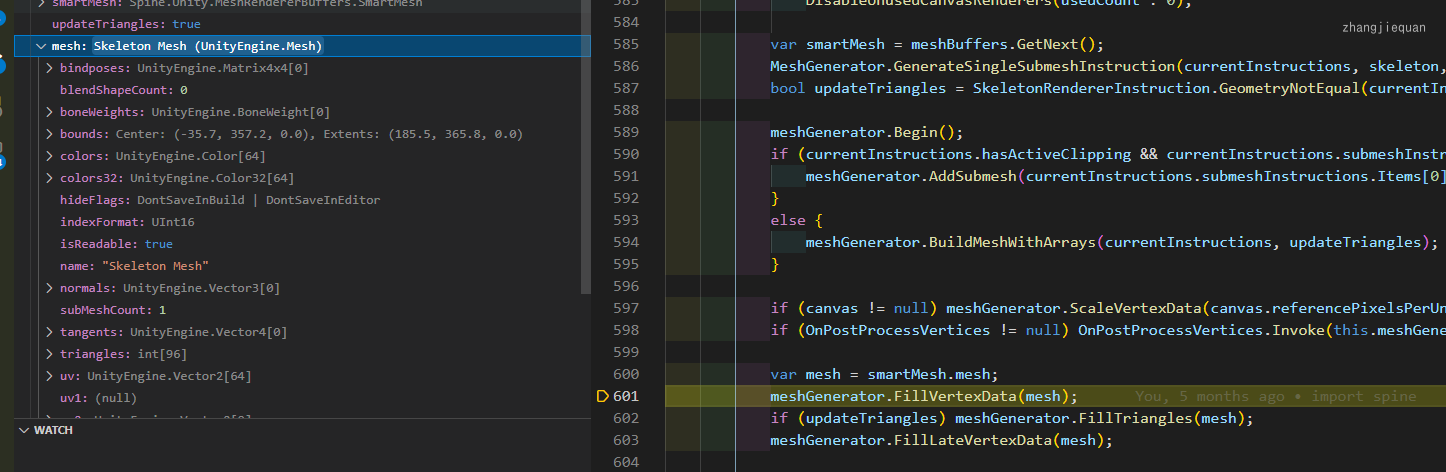 smartMesh: Spine.Unity.MeshRendererBuffers.SmartMesh
updateTriangles: true
mesh: Skeleton Mesh (UnityEngine.Mesh)
bindposes: UnityEngine.Matrix4x4[0]
blendShapeCount: 0
boneWeights: UnityEngine.BoneWeight[0]
bounds: Center: (-35.7, 357.2, 0.0), Extents: (185.5, 365.8, 0.0)
colors: UnityEngine.Color[64]
colors32: UnityEngine.Color32[64]
hideFlags: DontSaveInBuild | DontSaveInEditor
indexFormat: UInt16
isReadable: true
name: "Skeleton Mesh"
normals: UnityEngine.Vector3[0]
subMeshCount: 1
tangents: UnityEngine.Vector4[0]
triangles: int[96]
uv: UnityEngine.Vector2[64]
uv1: (null)
WATCH
583 DisableUnusedCanvasRenderers(usedCount : 0);
584
zhangjiequan
585 var smartMesh = meshBuffers.GetNext();
586 MeshGenerator.GenerateSingleSubmeshInstruction(currentInstructions, skeleton,
587 bool updateTriangles = SkeletonRendererInstruction.GeometryNotEqual(currentIn
588
589 meshGenerator.Begin();
590 if (currentInstructions.hasActiveClipping && currentInstructions.submeshInstr
591 meshGenerator.AddSubmesh(currentInstructions.submeshInstructions.Items[0]
592 }
593 else {
594 meshGenerator.BuildMeshWithArrays(currentInstructions, updateTriangles);
595 }
596
597 if (canvas != null) meshGenerator.ScaleVertexData(canvas.referencePixelsPerUn
598 if (OnPostProcessVertices != null) OnPostProcessVertices.Invoke(this.meshGene
599
600 var mesh = smartMesh.mesh;
601 meshGenerator.FillVertexData(mesh); You, 5 months ago • import spine
602 if (updateTriangles) meshGenerator.FillTriangles(mesh);
603 meshGenerator.FillLateVertexData(mesh);
604